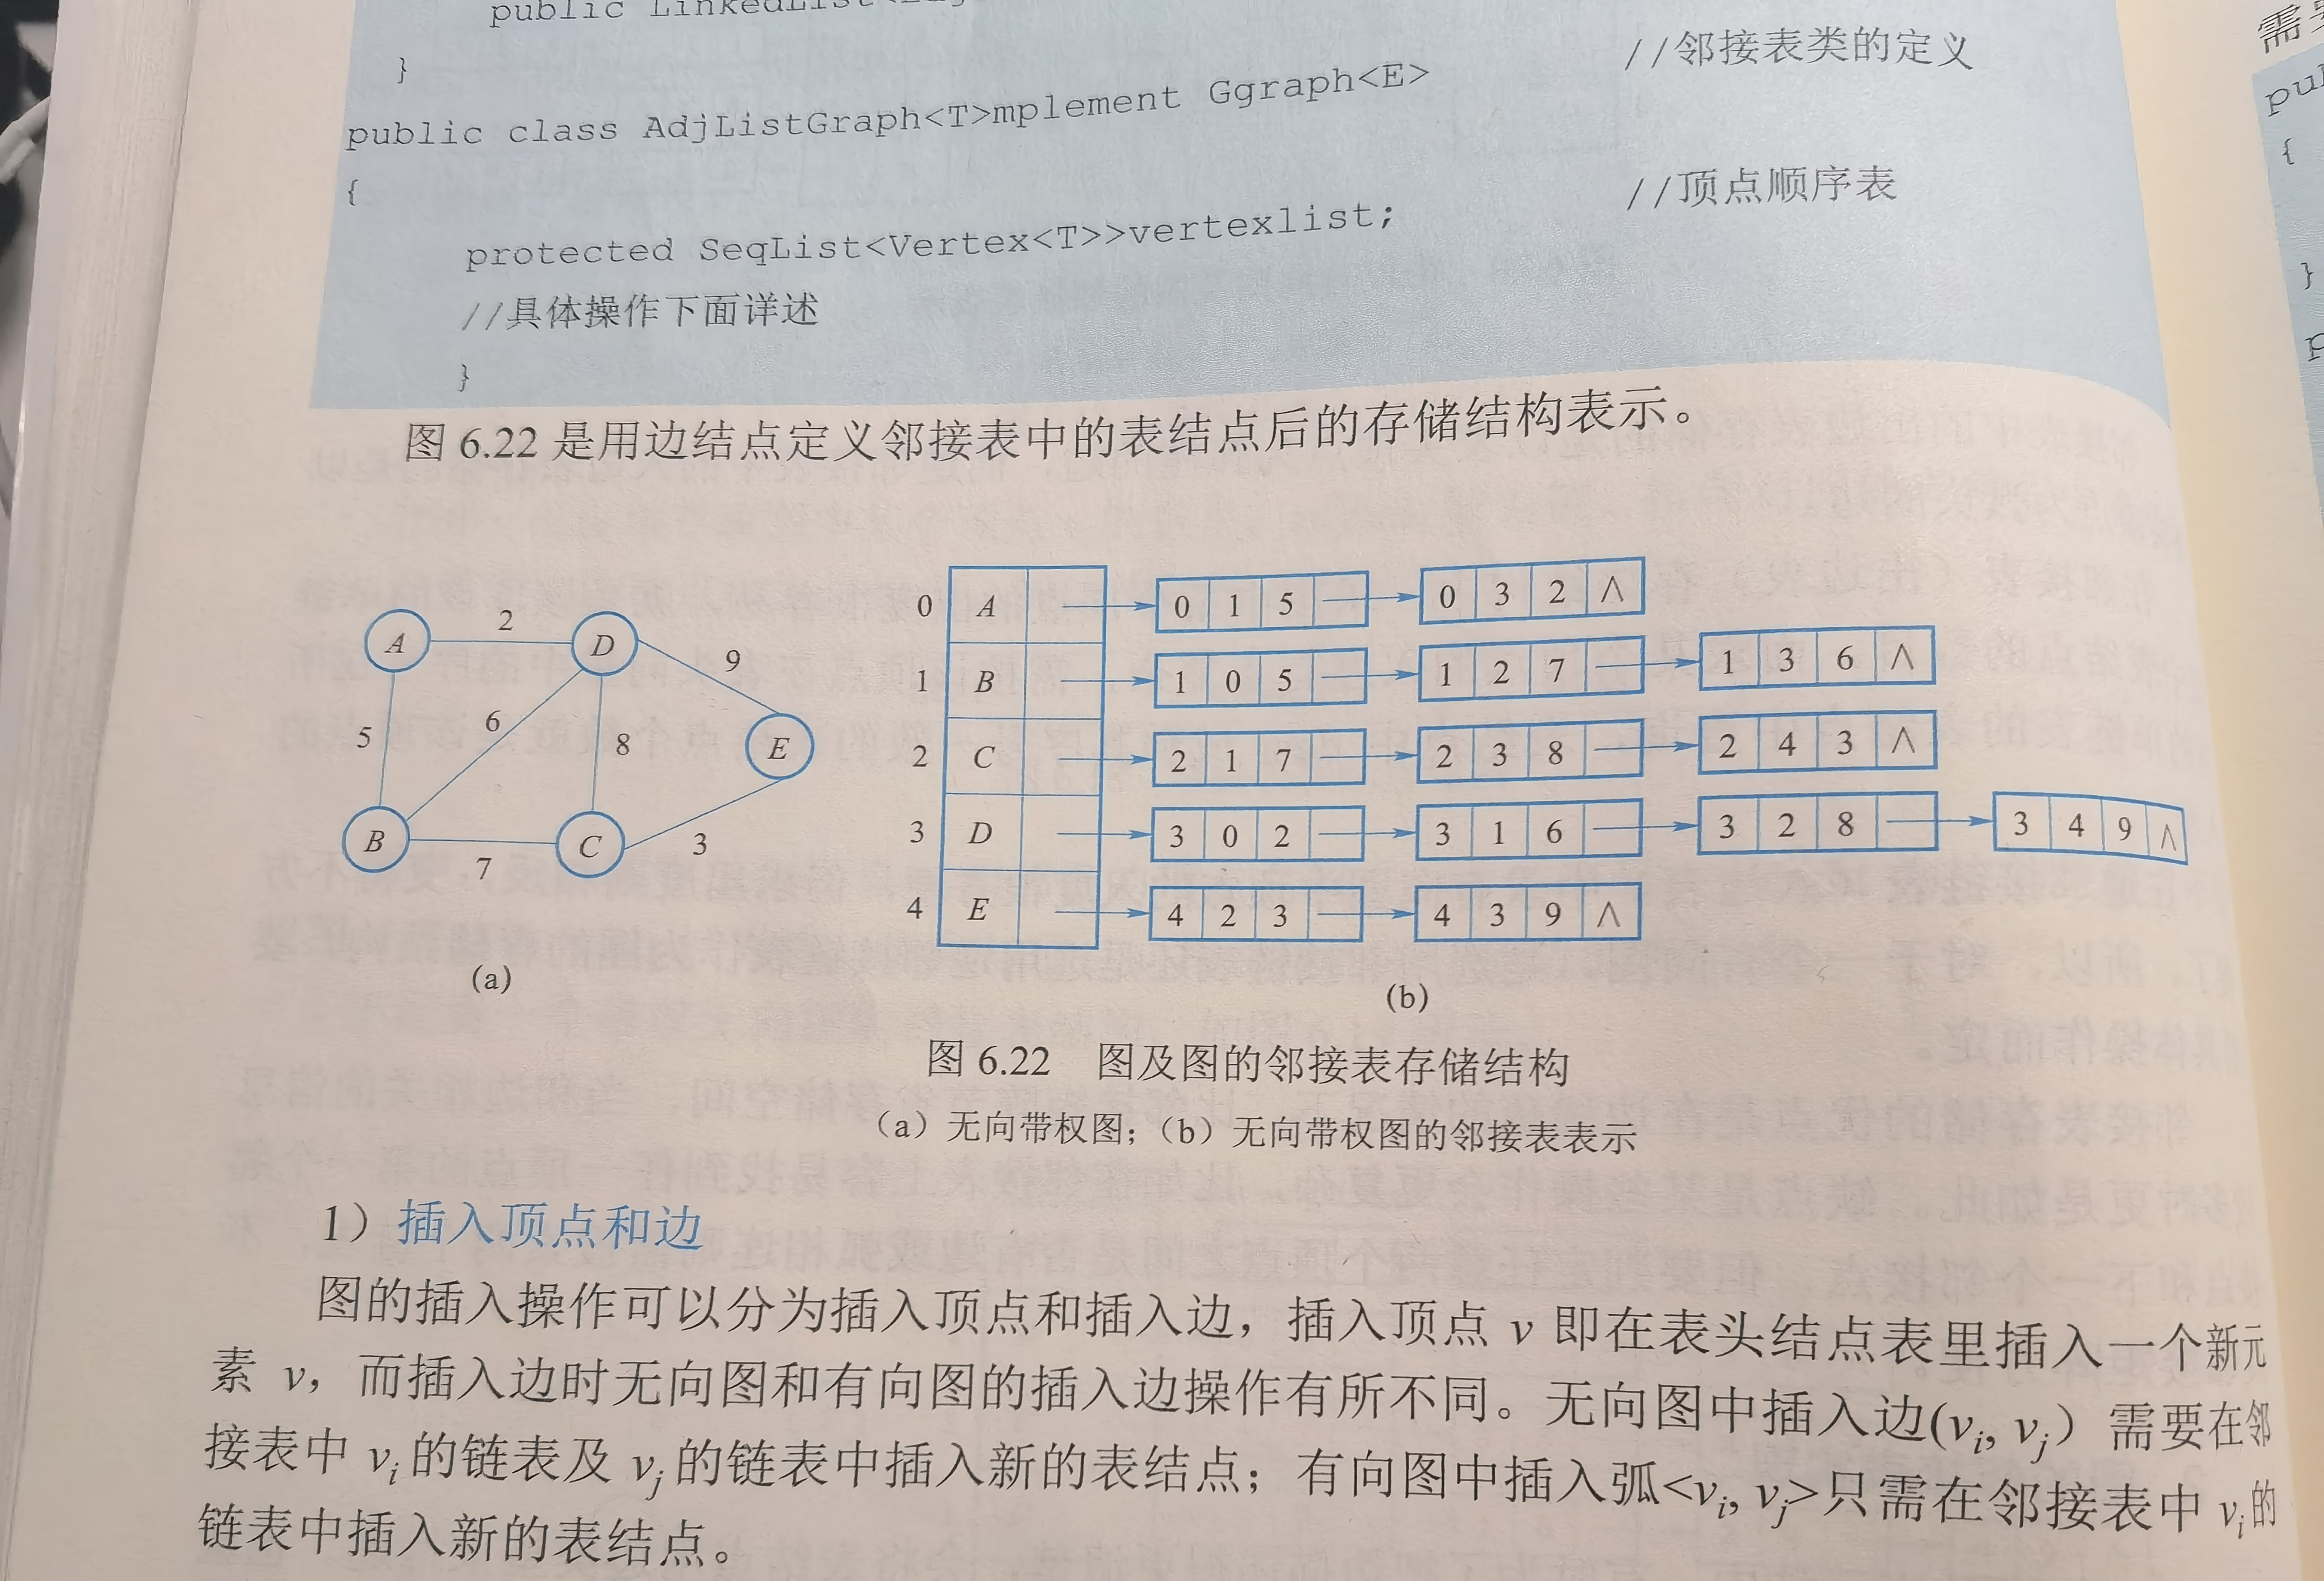 public
}
public class AdjListGraph<T>mplement Ggraph<E> //邻接表类的定义
{
protected SeqList<Vertex<T>>vertexlist; //顶点顺序表
//具体操作下面详述
}
图 6.22 是用边结点定义邻接表中的表结点后的存储结构表示。
A 2 D 9 E 5 6 8 B 7 C 3
(a)
0 A 0 1 5 0 3 2 ∧
1 B 1 0 5 1 2 7 1 3 6 ∧
2 C 2 1 7 2 3 8 2 4 3 ∧
3 D 3 0 2 3 1 6 3 2 8 3 4 9 ∧
4 E 4 2 3 4 3 9 ∧
(b)
图 6.22 图及图的邻接表存储结构
（a）无向带权图；（b）无向带权图的邻接表表示
1）插入顶点和边
图的插入操作可以分为插入顶点和插入边，插入顶点 v 即在表头结点表里插入一个新元
素 v，而插入边时无向图和有向图的插入边操作有所不同。无向图中插入边(vi, vj）需要在邻
接表中 vi 的链表及 vj 的链表中插入新的表结点；有向图中插入弧<vi, vj>只需在邻接表中 vi 的
链表中插入新的表结点。
{
}